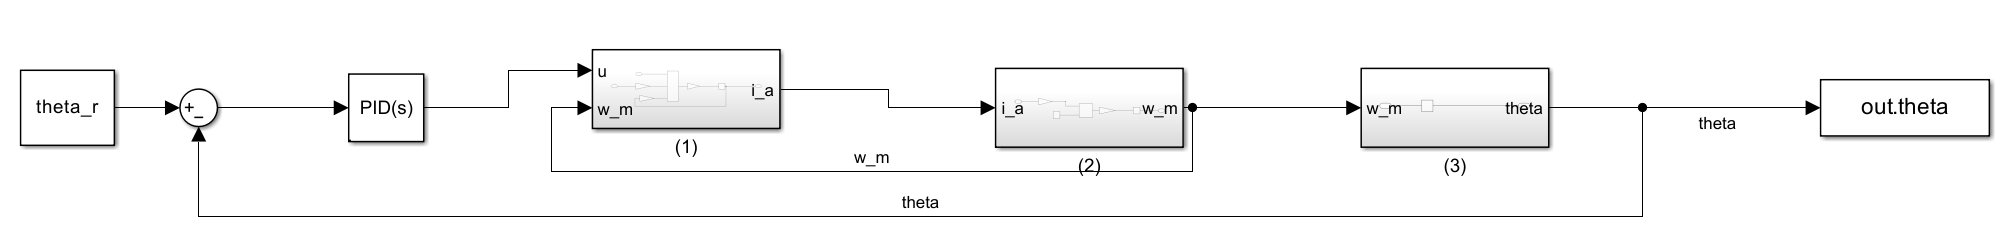 theta_r
+
−
PID(s)
u
w_m
i_a
(1)
i_a
w_m
(2)
w_m
theta
(3)
theta
out.theta
w_m
theta